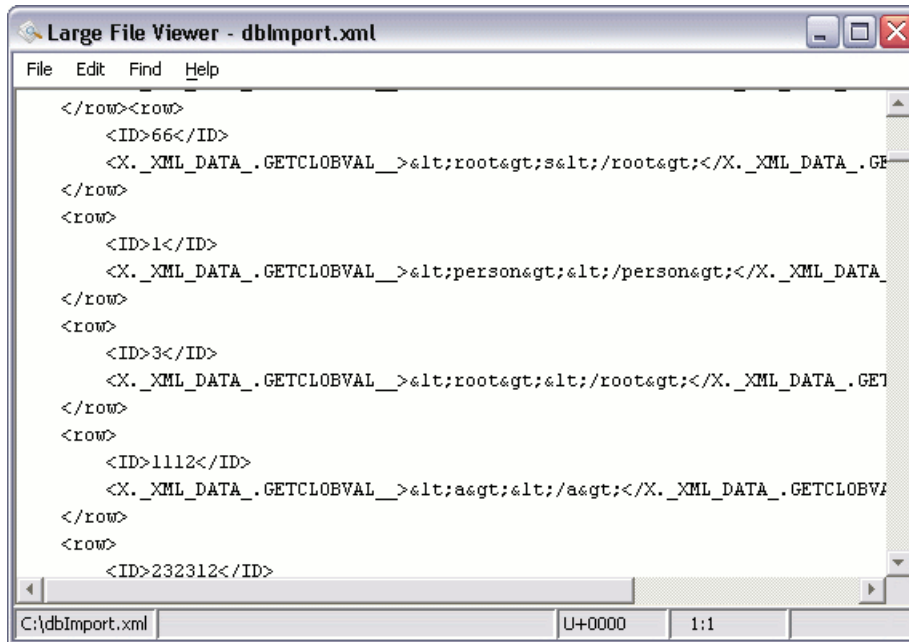 Large File Viewer - dbImport.xml
File Edit Find Help
</row><row>
<ID>66</ID>
<X._XML_DATA_.GETCLOBVAL__>&lt;root&gt;s&lt;/root&gt;</X._XML_DATA_.GE
</row>
<row>
<ID>1</ID>
<X._XML_DATA_.GETCLOBVAL__>&lt;person&gt;&lt;/person&gt;</X._XML_DATA_
</row>
<row>
<ID>3</ID>
<X._XML_DATA_.GETCLOBVAL__>&lt;root&gt;&lt;/root&gt;</X._XML_DATA_.GET
</row>
<row>
<ID>1112</ID>
<X._XML_DATA_.GETCLOBVAL__>&lt;a&gt;&lt;/a&gt;</X._XML_DATA_.GETCLOBVA
</row>
<row>
<ID>232312</ID>
C:\dbImport.xml U+0000 1:1